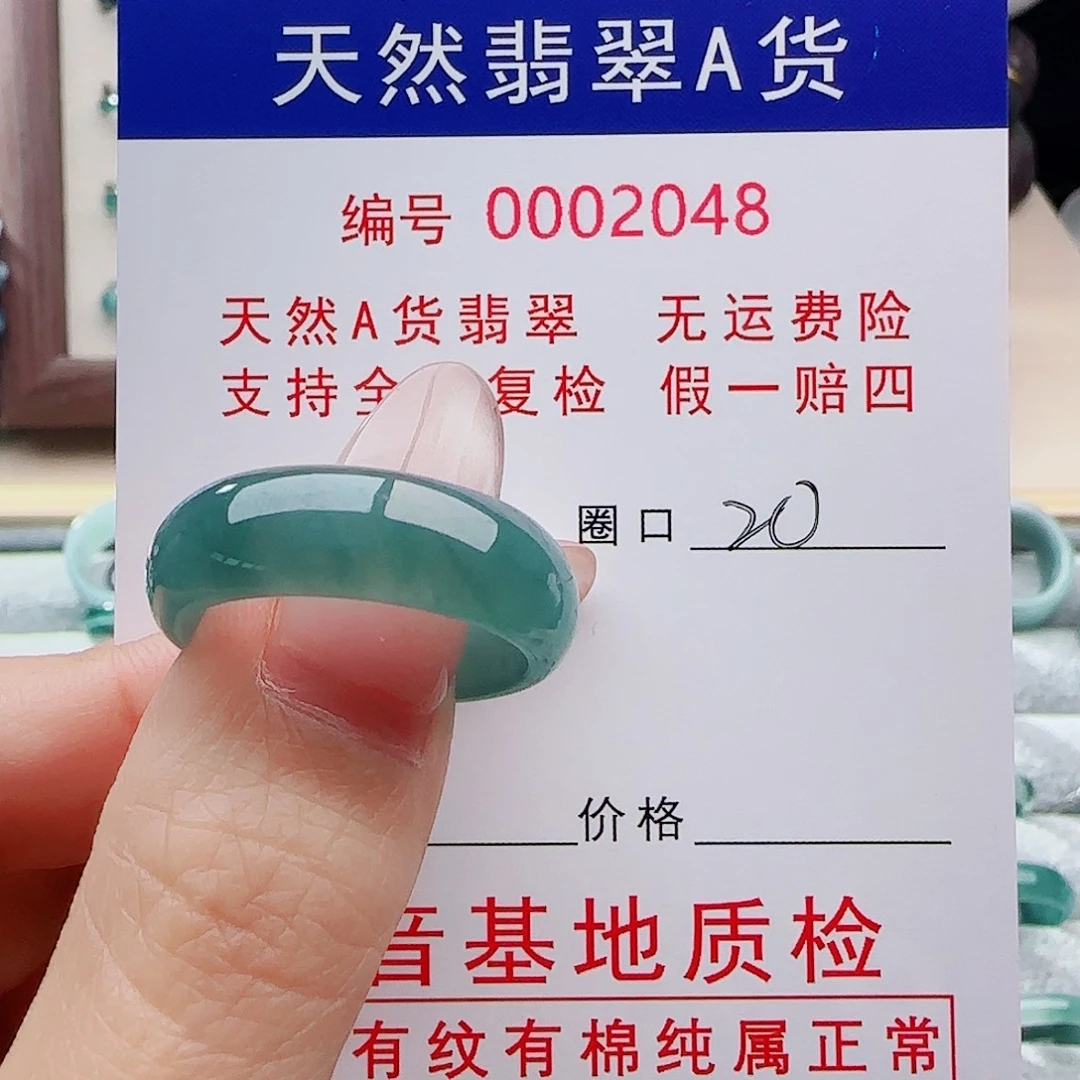 天然翡翠A货
编号 0002048
天然A货翡翠 无运费险
支持全 复检 假一赔四
圈口 20
价格
音基地质检
有纹有棉纯属正常